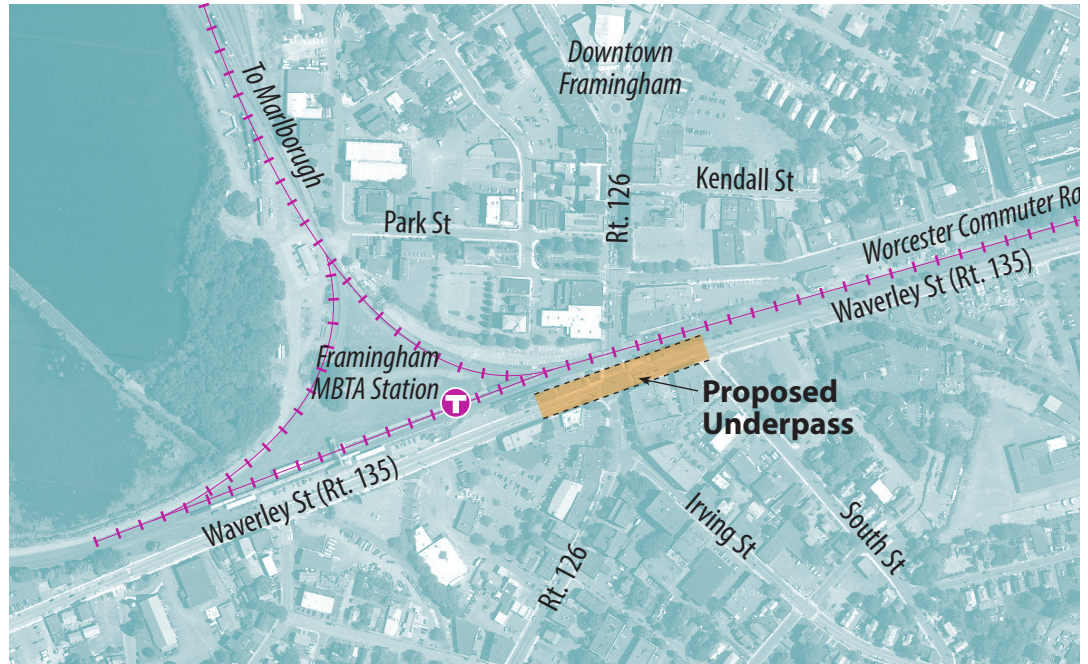 Downtown
Framingham
To Marlborugh
Kendall St
Rt. 126
Park St
Worcester Commuter Ra
Waverley St (Rt. 135)
Framingham
MBTA Station
T
Proposed
Underpass
Waverley St (Rt. 135)
Irving St
South St
Rt. 126